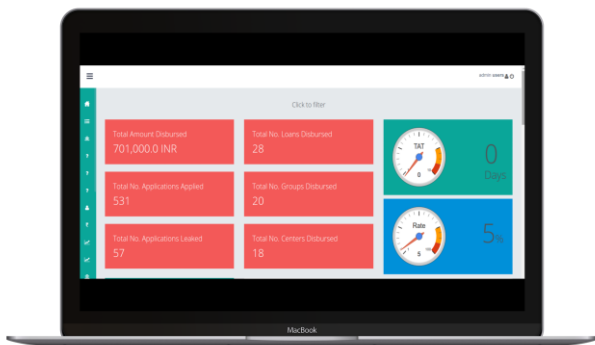 admin users
Click to filter
Total Amount Disbursed
701,000.0 INR
Total No. Loans Disbursed
28
TAT
0
0
Days
Total No. Applications Applied
531
Total No. Groups Disbursed
20
Rate
5
5%
Total No. Applications Leaked
57
Total No. Centers Disbursed
18
MacBook